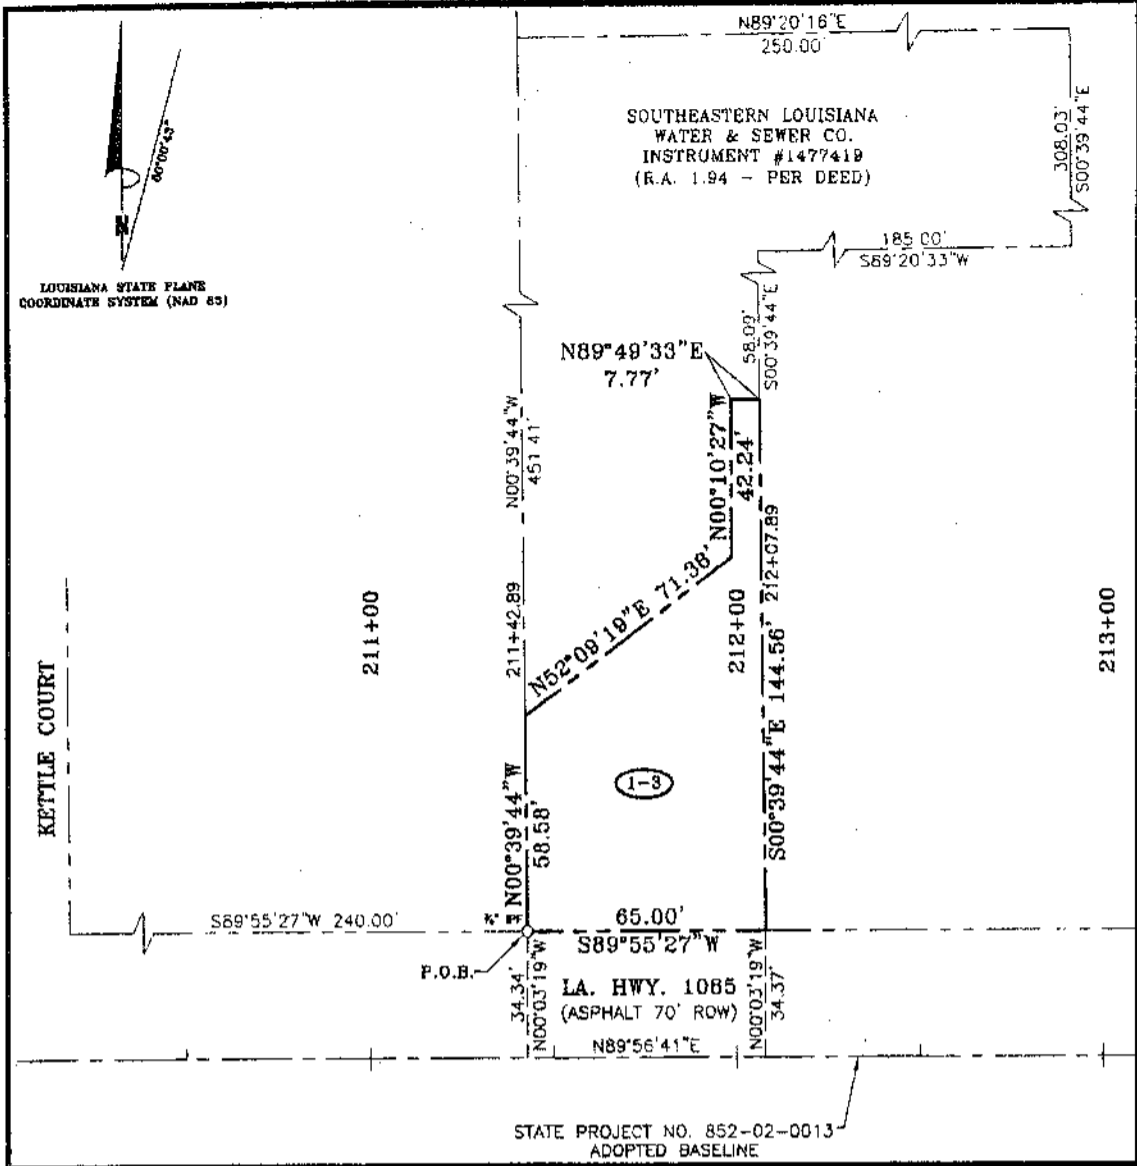 N89°20'16"E
250.00'
SOUTHEASTERN LOUISIANA
WATER & SEWER CO.
INSTRUMENT #1477419
(R.A. 1.94 - PER DEED)
308.03'
S00°39'44"E
185.00'
S89°20'33"W
N
LOUISIANA STATE PLANE
COORDINATE SYSTEM (NAD 83)
58.09'
S00°39'44"E
N89°49'33"E
7.77'
N00°39'44"W
451.41'
N00°10'27"W
42.24'
211+42.89
212+07.89
N52°09'19"E 71.38'
211+00
212+00
213+00
KETTLE COURT
S00°39'44"E 144.56'
1-3
N00°39'44"W
58.58'
S89°55'27"W 240.00'
IPF
65.00'
S89°55'27"W
P.O.B.
34.34'
N00°03'19"W
LA. HWY. 1085
(ASPHALT 70' ROW)
N00°03'19"W
34.37'
N89°56'41"E
STATE PROJECT NO. 852-02-0013
ADOPTED BASELINE